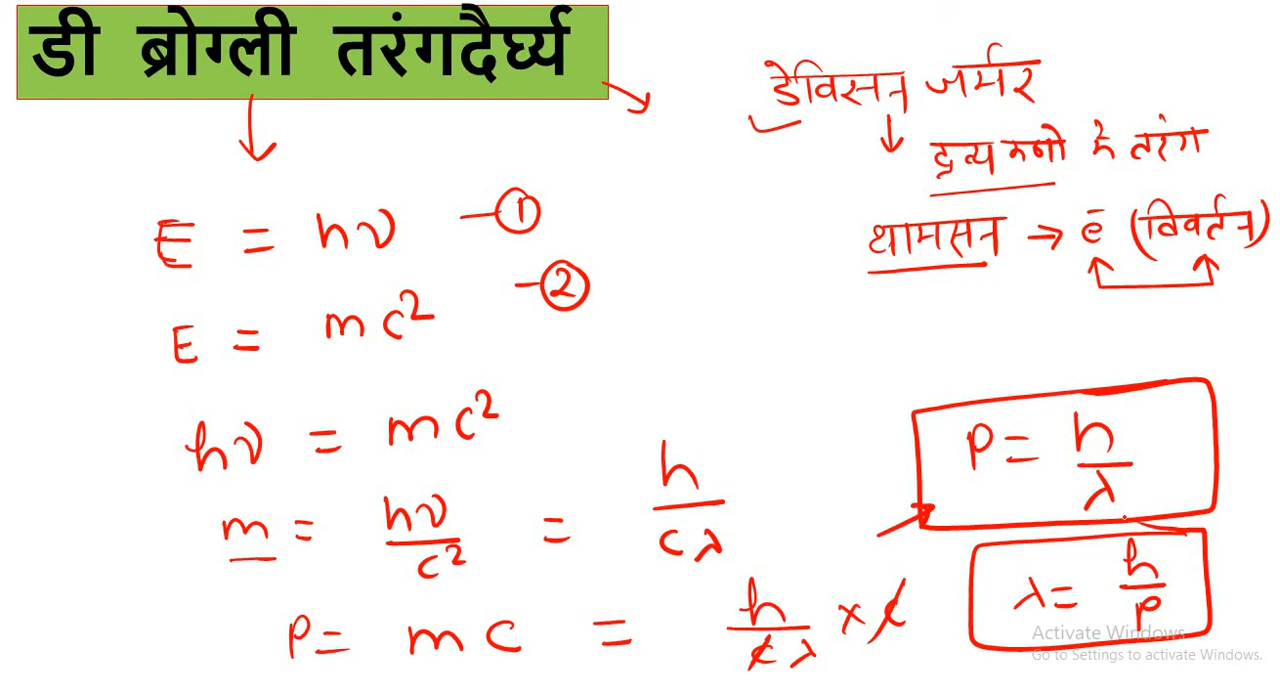 डी ब्रोग्ली तरंगदैर्घ्य
डेविसन जर्मर
द्रव्य कणो के तरंग
थामसन → ē (विवर्तन)
E = hν —①
E = mc² —②
hν = mc²
m = hν/c² = h/cλ
P = mc = h/cλ × c
P = h/λ
λ = h/P
Activate Windows
Go to Settings to activate Windows.